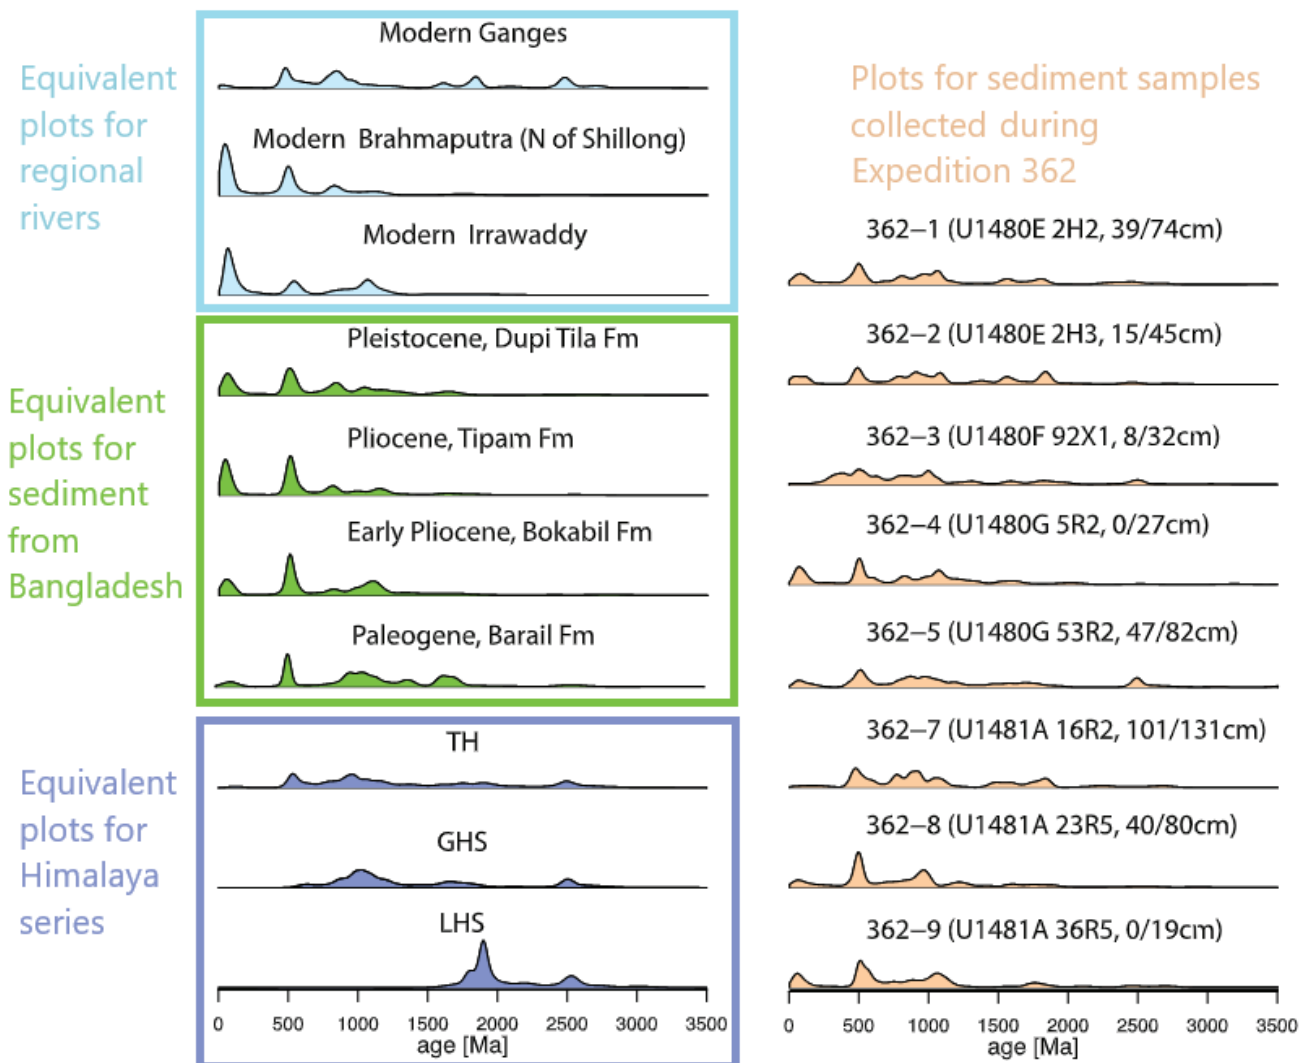 Equivalent
plots for
regional
rivers
Modern Ganges
Modern Brahmaputra (N of Shillong)
Modern Irrawaddy
Equivalent
plots for
sediment
from
Bangladesh
Pleistocene, Dupi Tila Fm
Pliocene, Tipam Fm
Early Pliocene, Bokabil Fm
Paleogene, Barail Fm
Equivalent
plots for
Himalaya
series
TH
GHS
LHS
0 500 1000 1500 2000 2500 3000 3500
age [Ma]
Plots for sediment samples
collected during
Expedition 362
362–1 (U1480E 2H2, 39/74cm)
362–2 (U1480E 2H3, 15/45cm)
362–3 (U1480F 92X1, 8/32cm)
362–4 (U1480G 5R2, 0/27cm)
362–5 (U1480G 53R2, 47/82cm)
362–7 (U1481A 16R2, 101/131cm)
362–8 (U1481A 23R5, 40/80cm)
362–9 (U1481A 36R5, 0/19cm)
0 500 1000 1500 2000 2500 3000 3500
age [Ma]